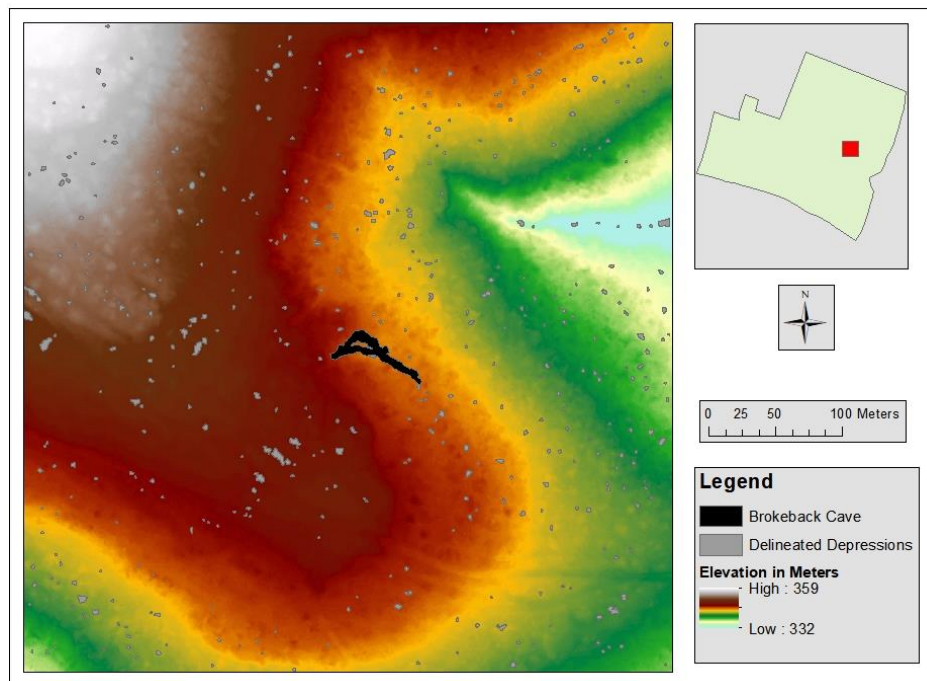 N
0 25 50 100 Meters
Legend
Brokeback Cave
Delineated Depressions
Elevation in Meters
High : 359
Low : 332